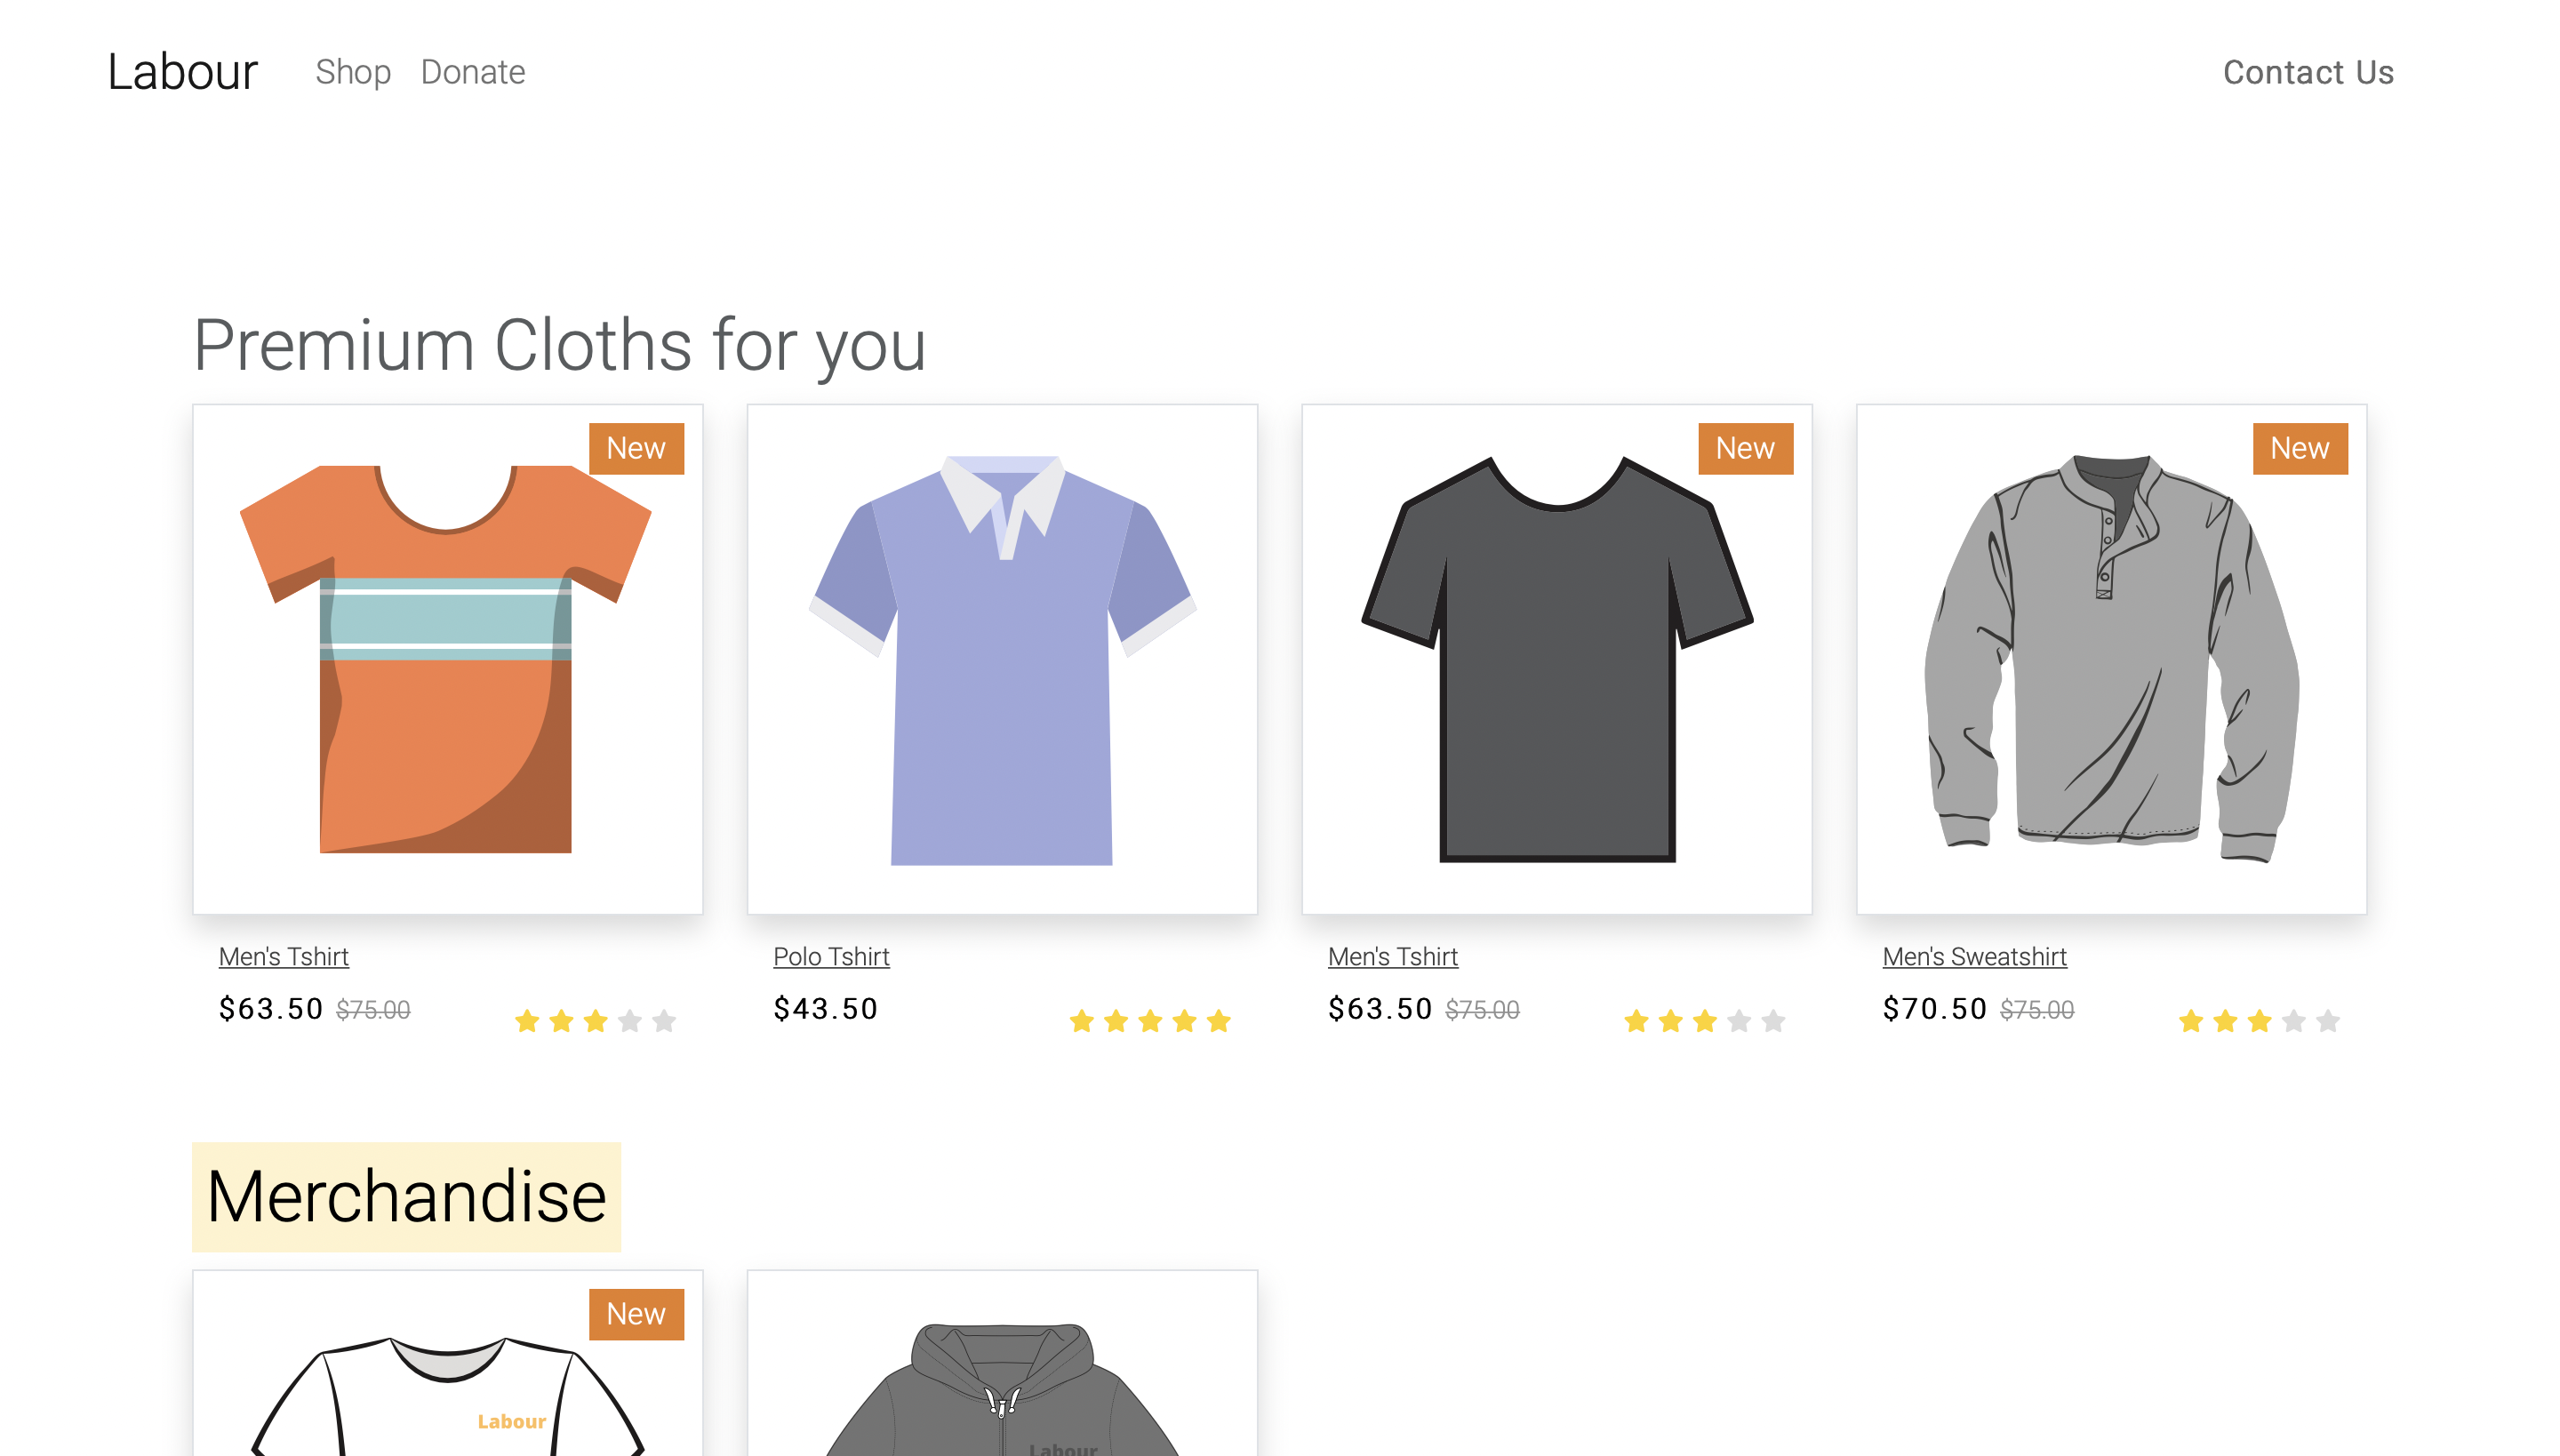 Labour Shop Donate Contact Us
Premium Cloths for you
New
New
New
Men's Tshirt
$63.50 $75.00
Polo Tshirt
$43.50
Men's Tshirt
$63.50 $75.00
Men's Sweatshirt
$70.50 $75.00
Merchandise
New
Labour
Labour